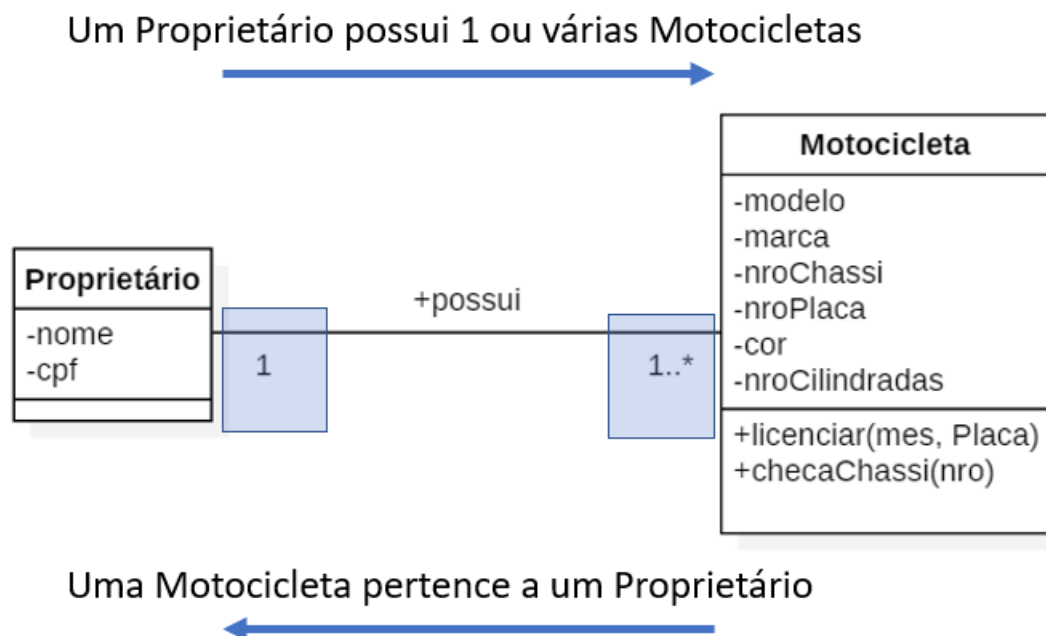 Um Proprietário possui 1 ou várias Motocicletas
Motocicleta
-modelo
-marca
-nroChassi
-nroPlaca
-cor
-nroCilindradas
+licenciar(mes, Placa)
+checaChassi(nro)
Proprietário
-nome
-cpf
+possui
1
1..*
Uma Motocicleta pertence a um Proprietário